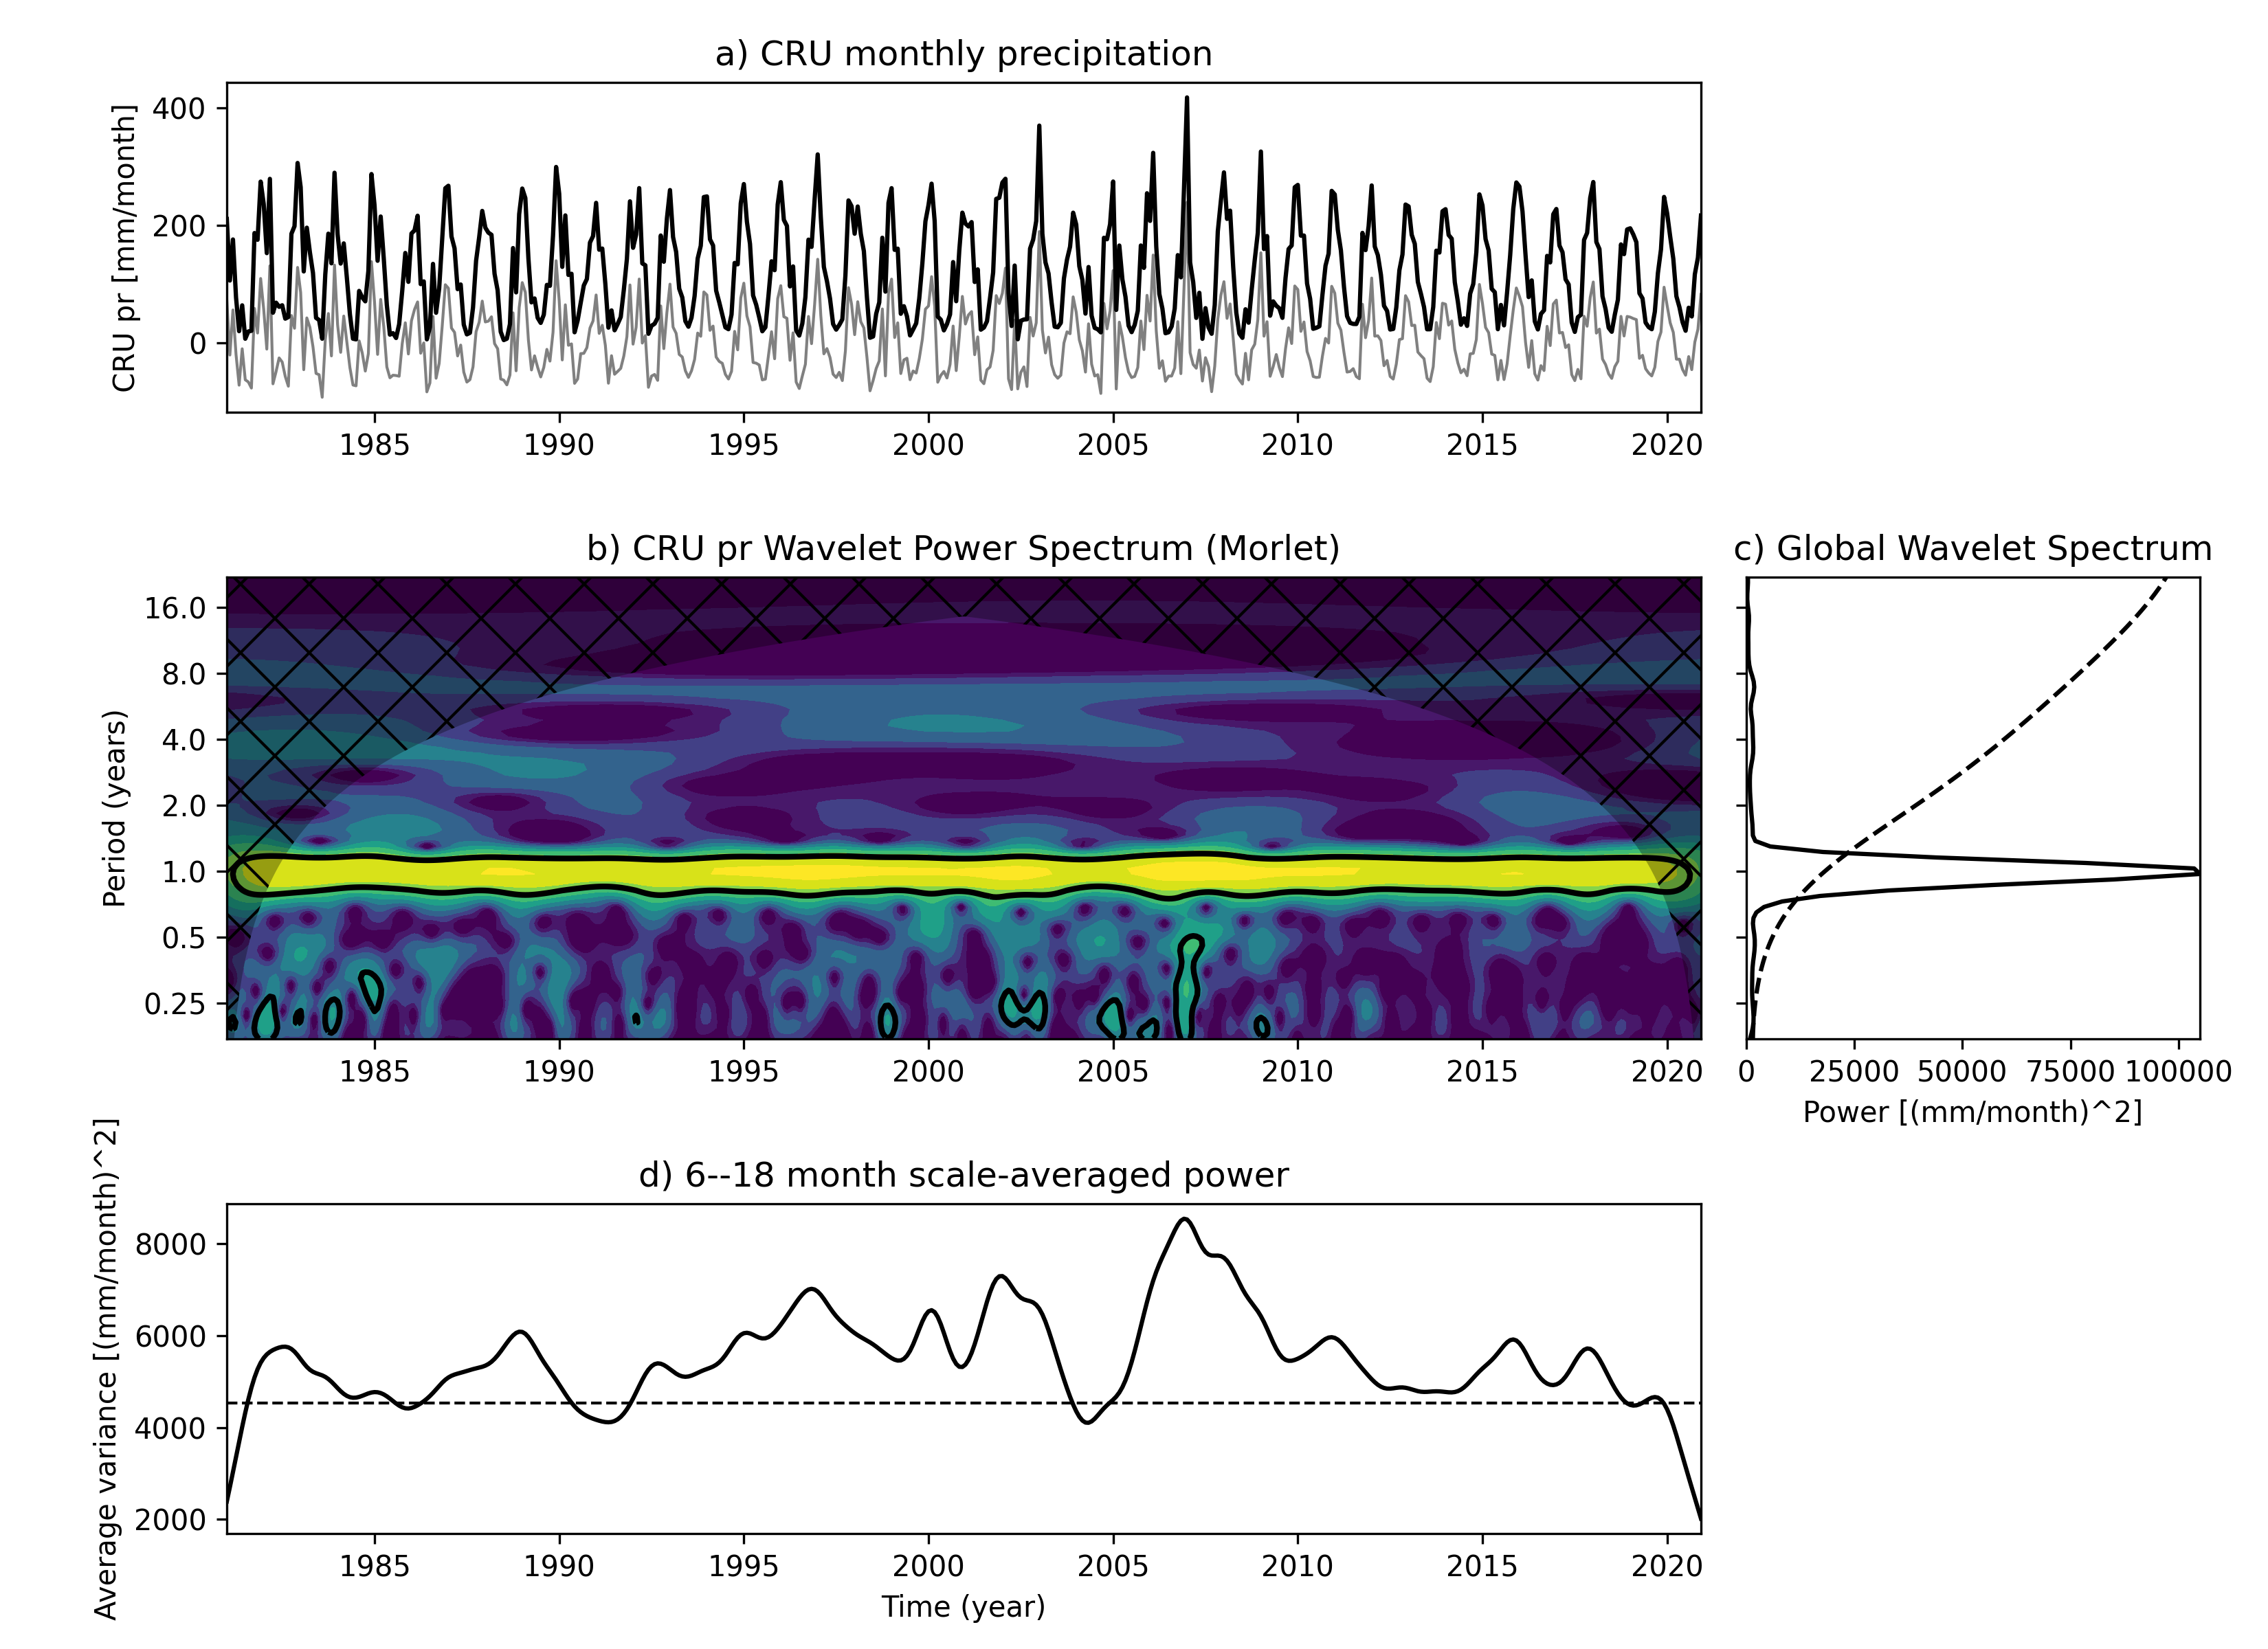 a) CRU monthly precipitation
CRU pr [mm/month]
400
200
0
1985 1990 1995 2000 2005 2010 2015 2020
b) CRU pr Wavelet Power Spectrum (Morlet)
Period (years)
16.0
8.0
4.0
2.0
1.0
0.5
0.25
1985 1990 1995 2000 2005 2010 2015 2020
c) Global Wavelet Spectrum
0 25000 50000 75000 100000
Power [(mm/month)^2]
d) 6--18 month scale-averaged power
Average variance [(mm/month)^2]
8000
6000
4000
2000
1985 1990 1995 2000 2005 2010 2015 2020
Time (year)